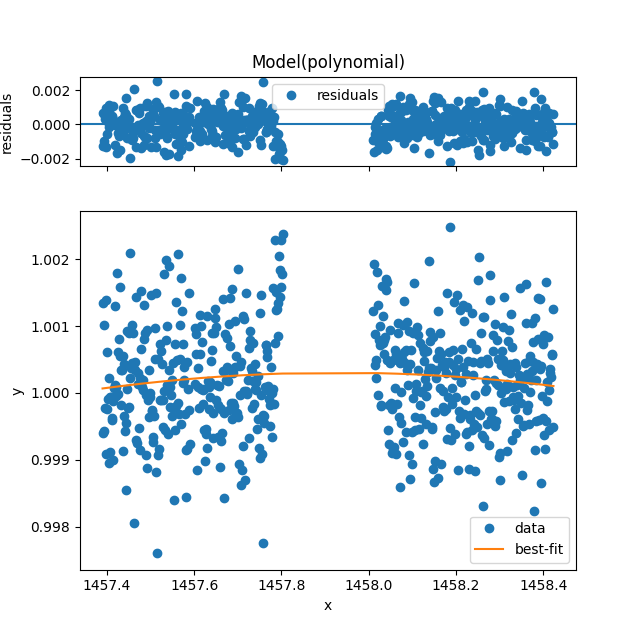 Model(polynomial)
residuals
0.002
0.000
−0.002
residuals
y
1.002
1.001
1.000
0.999
0.998
data
best-fit
1457.4 1457.6 1457.8 1458.0 1458.2 1458.4
x